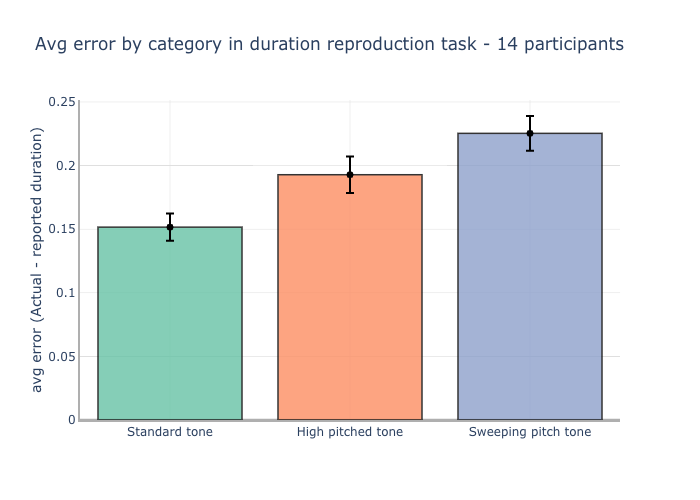 Avg error by category in duration reproduction task - 14 participants
avg error (Actual - reported duration)
0.25
0.2
0.15
0.1
0.05
0
Standard tone
High pitched tone
Sweeping pitch tone